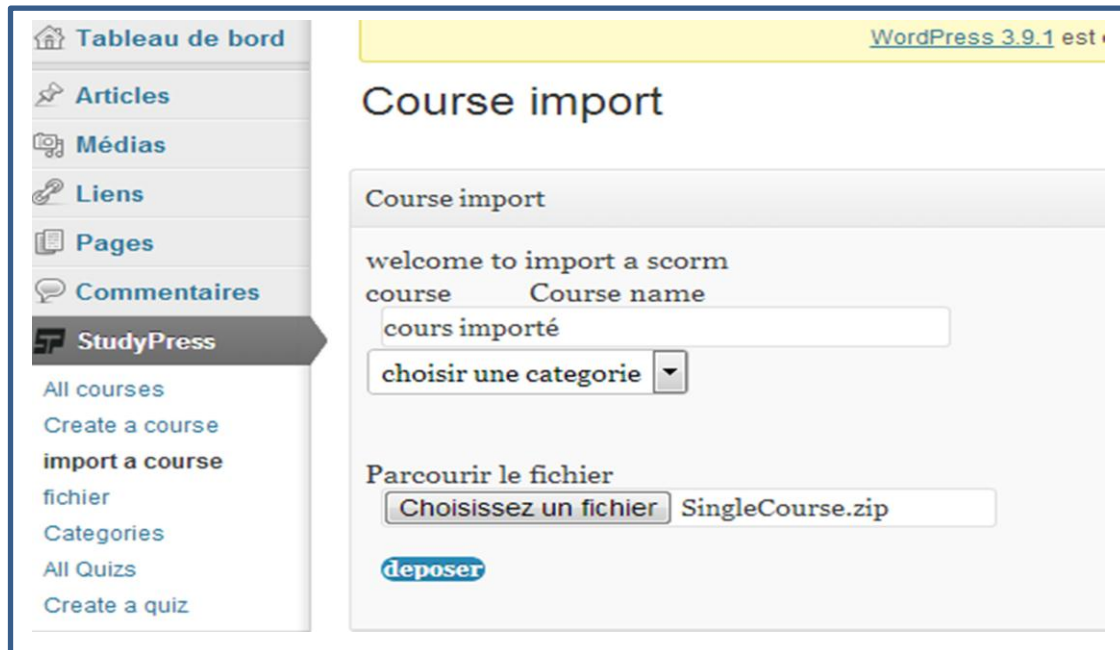 Tableau de bord
Articles
Médias
Liens
Pages
Commentaires
StudyPress
All courses
Create a course
import a course
fichier
Categories
All Quizs
Create a quiz
WordPress 3.9.1 est
Course import
Course import
welcome to import a scorm
course Course name
cours importé
choisir une categorie
Parcourir le fichier
Choisissez un fichier SingleCourse.zip
deposer